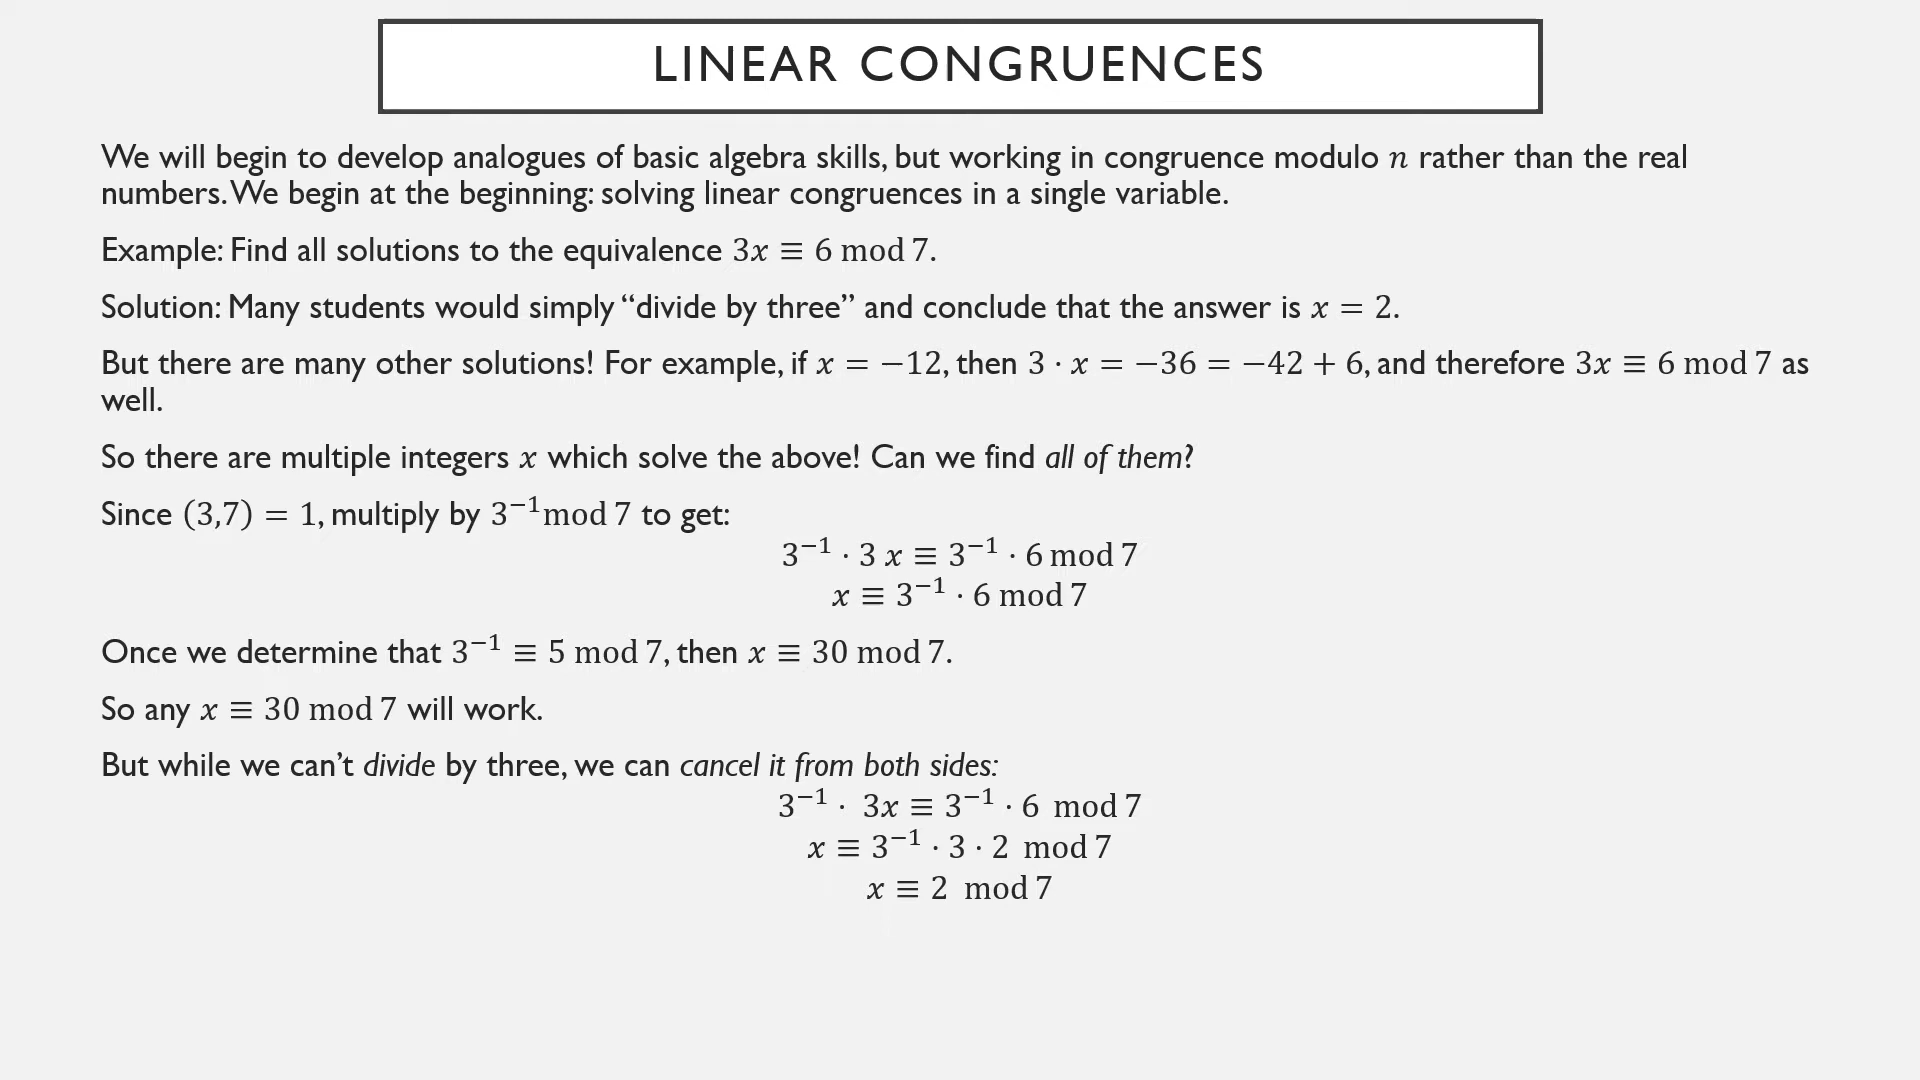 LINEAR CONGRUENCES
We will begin to develop analogues of basic algebra skills, but working in congruence modulo n rather than the real
numbers. We begin at the beginning: solving linear congruences in a single variable.
Example: Find all solutions to the equivalence 3x ≡ 6 mod 7.
Solution: Many students would simply “divide by three” and conclude that the answer is x = 2.
But there are many other solutions! For example, if x = −12, then 3 · x = −36 = −42 + 6, and therefore 3x ≡ 6 mod 7 as
well.
So there are multiple integers x which solve the above! Can we find all of them?
Since (3,7) = 1, multiply by 3⁻¹mod 7 to get:
3⁻¹ · 3 x ≡ 3⁻¹ · 6 mod 7
x ≡ 3⁻¹ · 6 mod 7
Once we determine that 3⁻¹ ≡ 5 mod 7, then x ≡ 30 mod 7.
So any x ≡ 30 mod 7 will work.
But while we can’t divide by three, we can cancel it from both sides:
3⁻¹ · 3x ≡ 3⁻¹ · 6 mod 7
x ≡ 3⁻¹ · 3 · 2 mod 7
x ≡ 2 mod 7